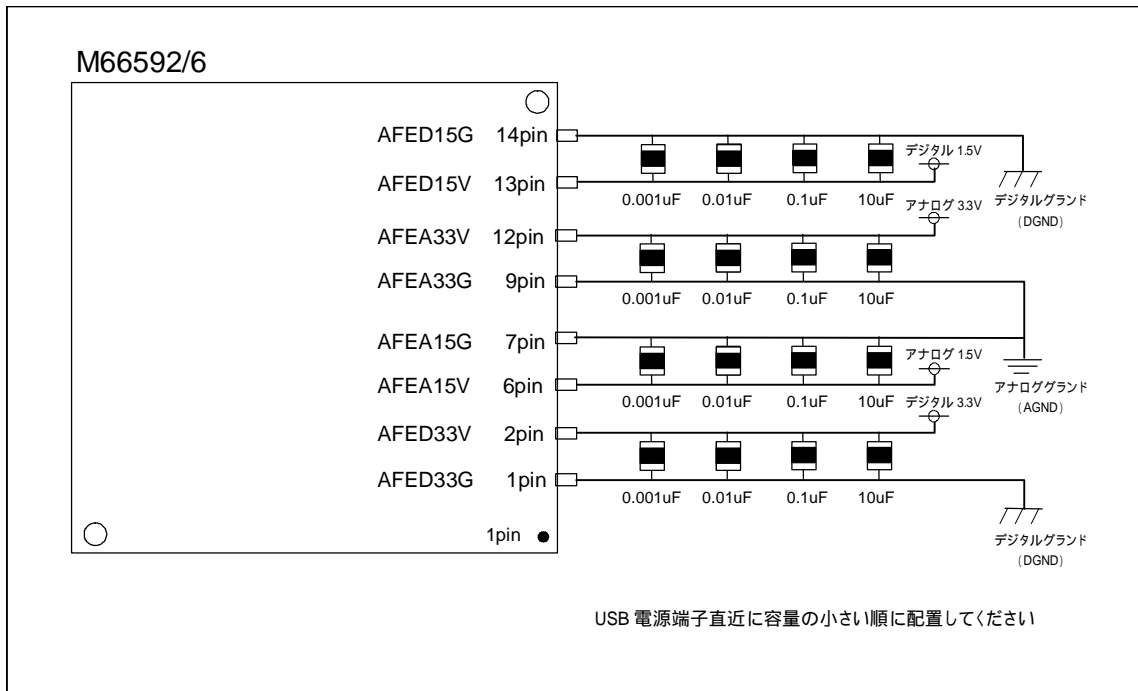 M66592/6
AFED15G 14pin
デジタル 1.5V
AFED15V 13pin
0.001uF 0.01uF 0.1uF 10uF
アナログ 3.3V
デジタルグランド
(DGND)
AFEA33V 12pin
AFEA33G 9pin
0.001uF 0.01uF 0.1uF 10uF
AFEA15G 7pin
アナログ 1.5V
AFEA15V 6pin
アナロググランド
(AGND)
0.001uF 0.01uF 0.1uF 10uF
デジタル 3.3V
AFED33V 2pin
AFED33G 1pin
0.001uF 0.01uF 0.1uF 10uF
1pin
デジタルグランド
(DGND)
USB 電源端子直近に容量の小さい順に配置してください